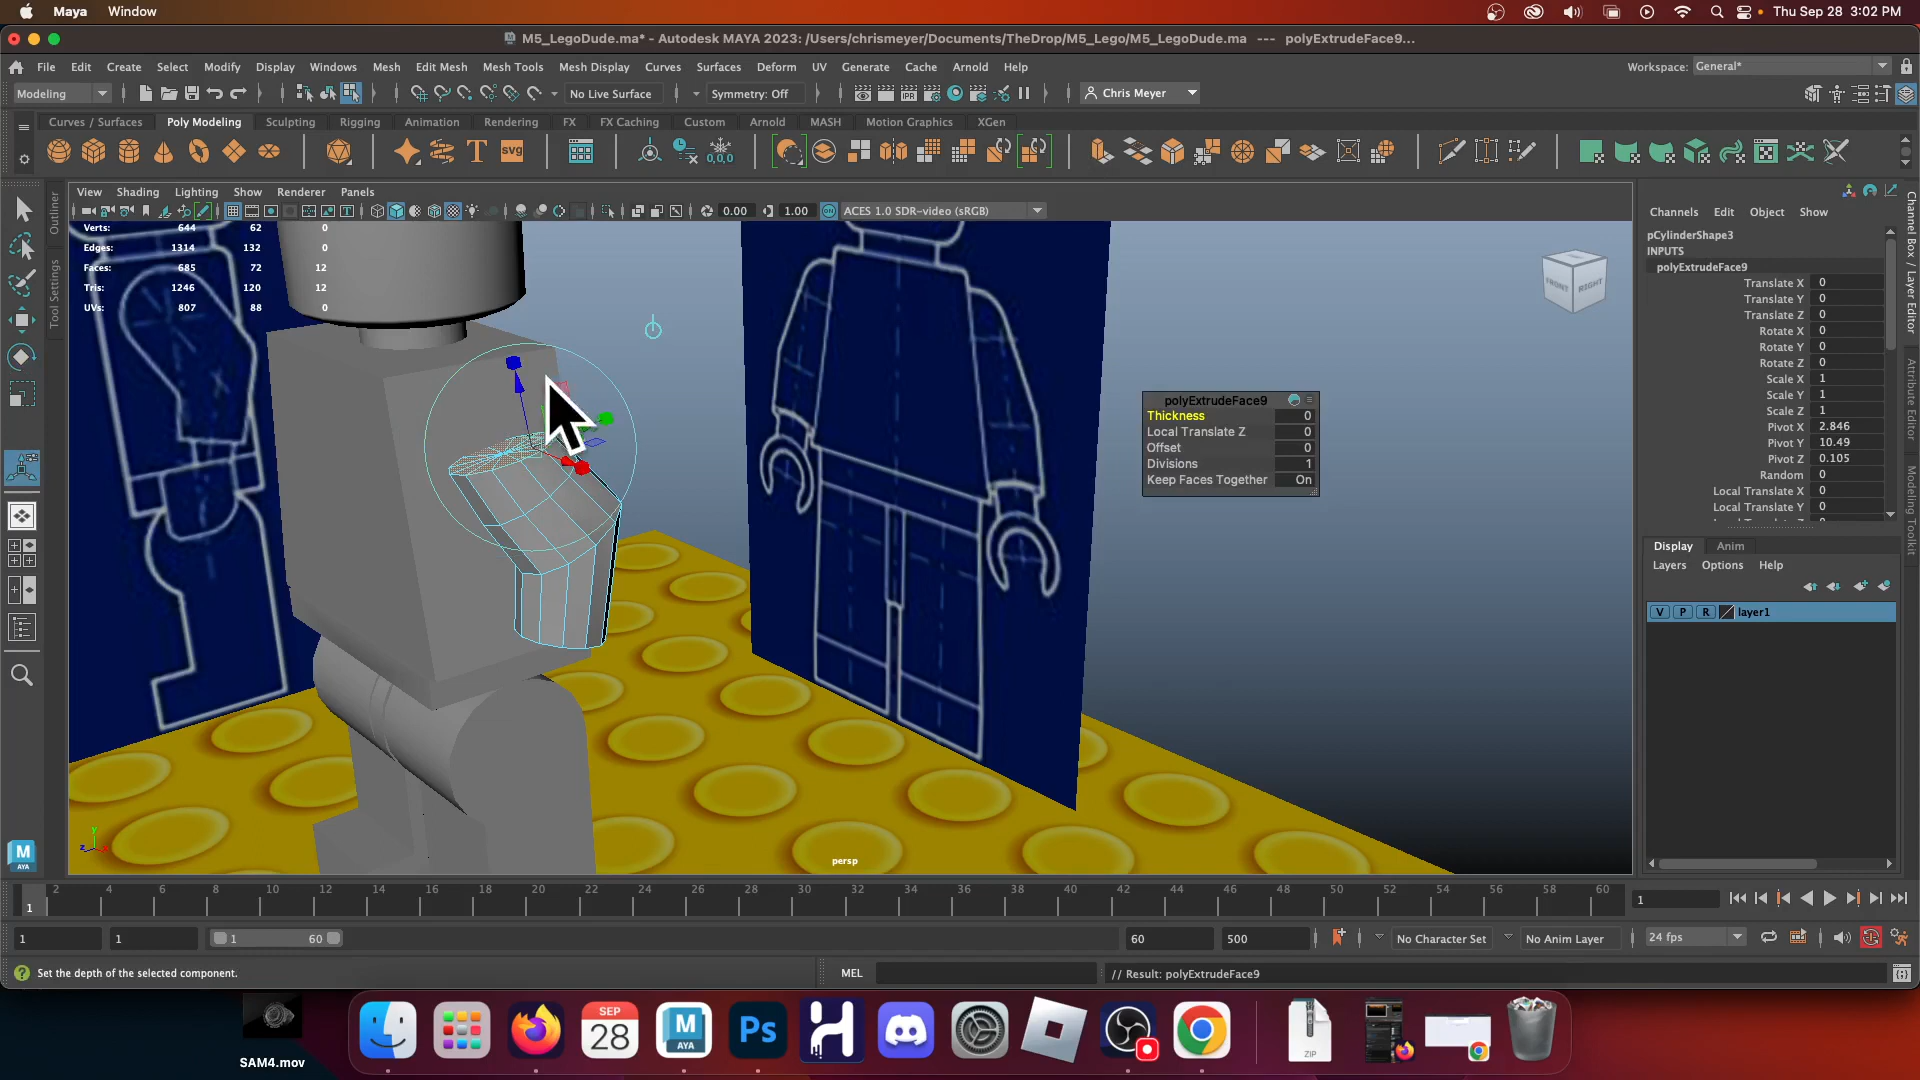 Maya Window Thu Sep 28 3:02 PM
M5_LegoDude.ma* - Autodesk MAYA 2023: /Users/chrismeyer/Documents/TheDrop/M5_Lego/M5_LegoDude.ma --- polyExtrudeFace9...
File Edit Create Select Modify Display Windows Mesh Edit Mesh Mesh Tools Mesh Display Curves Surfaces Deform UV Generate Cache Arnold Help Workspace: General*
Modeling No Live Surface Symmetry: Off Chris Meyer
Curves / Surfaces Poly Modeling Sculpting Rigging Animation Rendering FX FX Caching Custom Arnold MASH Motion Graphics XGen
View Shading Lighting Show Renderer Panels
0.00 1.00 ACES 1.0 SDR-video (sRGB)
Outliner
Tool Settings
Verts: 644 62 0
Edges: 1314 132 0
Faces: 685 72 12
Tris: 1246 120 12
UVs: 807 88 0
FRONT RIGHT
polyExtrudeFace9
Thickness 0
Local Translate Z 0
Offset 0
Divisions 1
Keep Faces Together On
persp
Channels Edit Object Show
pCylinderShape3
INPUTS
polyExtrudeFace9
Translate X 0
Translate Y 0
Translate Z 0
Rotate X 0
Rotate Y 0
Rotate Z 0
Scale X 1
Scale Y 1
Scale Z 1
Pivot X 2.846
Pivot Y 10.49
Pivot Z 0.105
Random 0
Local Translate X 0
Local Translate Y 0
Display Anim
Layers Options Help
V P R layer1
Channel Box / Layer Editor
Attribute Editor
Modeling Toolkit
2 4 6 8 10 12 14 16 18 20 22 24 26 28 30 32 34 36 38 40 42 44 46 48 50 52 54 56 58 60
1 1
1 1 1 60 60 500 No Character Set No Anim Layer 24 fps
Set the depth of the selected component. MEL // Result: polyExtrudeFace9
M
AYA
SEP
28
M
AYA
Ps
ZIP
SAM4.mov